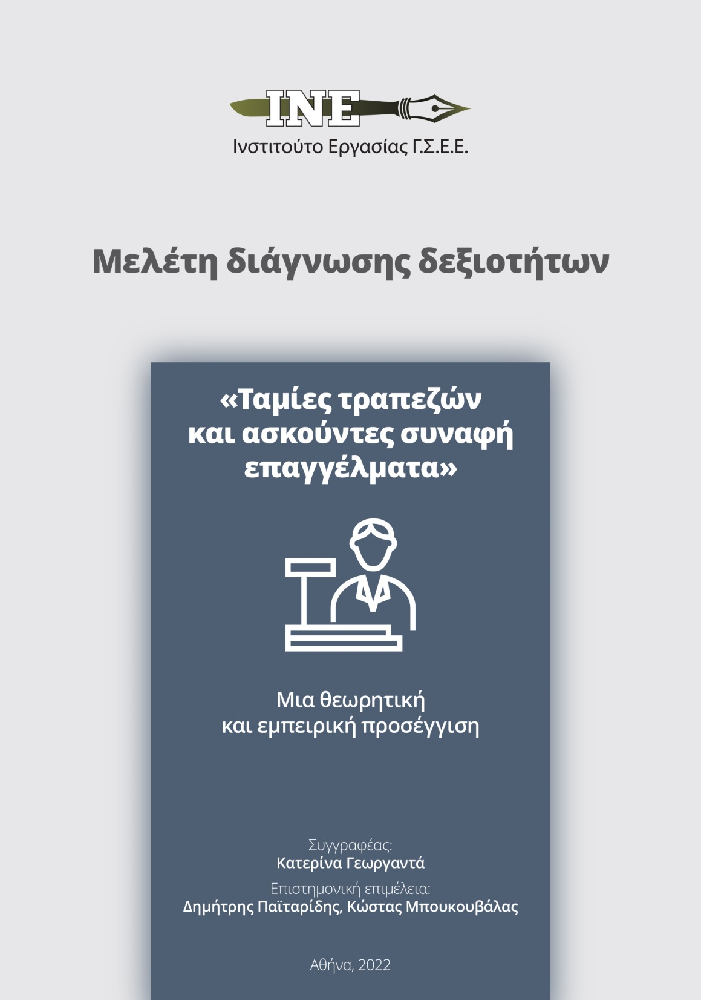 INE
Ινστιτούτο Εργασίας Γ.Σ.Ε.Ε.
Μελέτη διάγνωσης δεξιοτήτων
«Ταμίες τραπεζών
και ασκούντες συναφή
επαγγέλματα»
Μια θεωρητική
και εμπειρική προσέγγιση
Συγγραφέας:
Κατερίνα Γεωργαντά
Επιστημονική επιμέλεια:
Δημήτρης Παϊταρίδης, Κώστας Μπουκουβάλας
Αθήνα, 2022